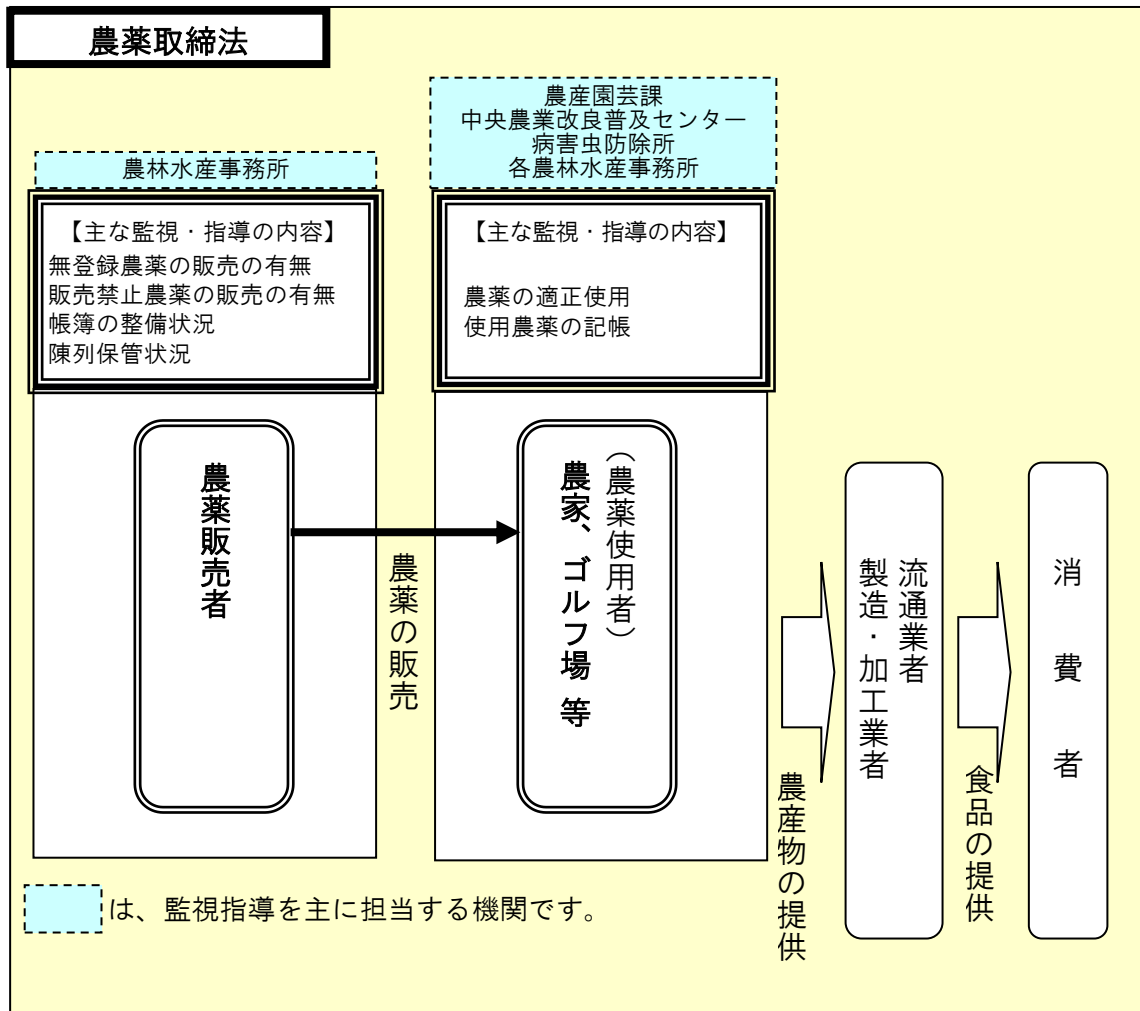 農薬取締法
農林水産事務所
【主な監視・指導の内容】
無登録農薬の販売の有無
販売禁止農薬の販売の有無
帳簿の整備状況
陳列保管状況
農産園芸課
中央農業改良普及センター
病害虫防除所
各農林水産事務所
【主な監視・指導の内容】
農薬の適正使用
使用農薬の記帳
農薬販売者
農薬の販売
(農薬使用者)
農家、ゴルフ場 等
農産物の提供
流通業者
製造・加工業者
食品の提供
消費者
は、監視指導を主に担当する機関です。